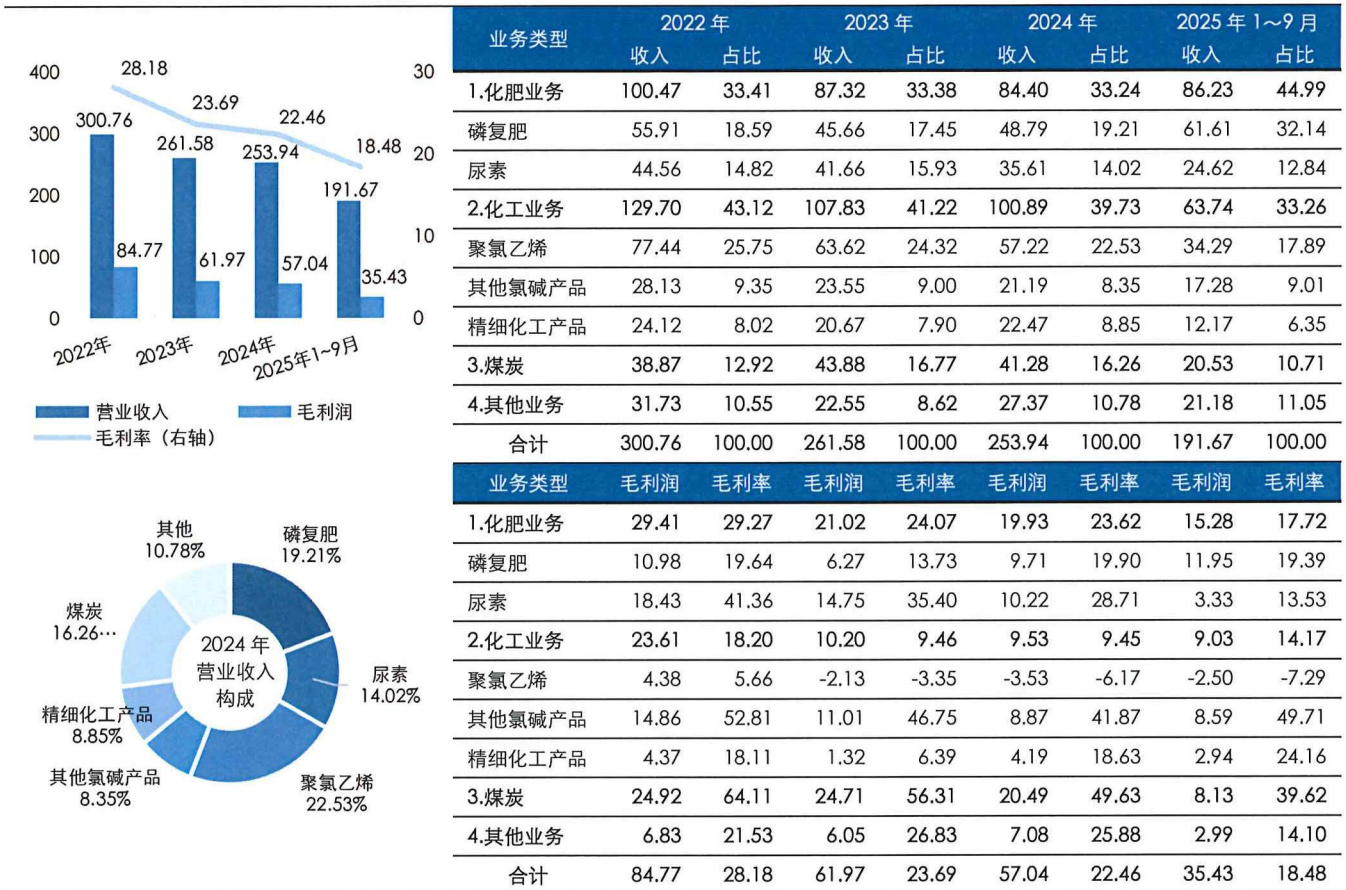 400
28.18
30
300
300.76
23.69
22.46
261.58
253.94
18.48
20
200
191.67
10
100
84.77
61.97
57.04
35.43
0
0
2022年
2023年
2024年
2025年1~9月
营业收入
毛利润
毛利率（右轴）
其他
10.78%
磷复肥
19.21%
煤炭
16.26…
2024 年
营业收入
构成
尿素
14.02%
精细化工产品
8.85%
其他氯碱产品
8.35%
聚氯乙烯
22.53%
业务类型 2022 年 2023 年 2024 年 2025 年 1～9 月
收入 占比 收入 占比 收入 占比 收入 占比
1.化肥业务 100.47 33.41 87.32 33.38 84.40 33.24 86.23 44.99
磷复肥 55.91 18.59 45.66 17.45 48.79 19.21 61.61 32.14
尿素 44.56 14.82 41.66 15.93 35.61 14.02 24.62 12.84
2.化工业务 129.70 43.12 107.83 41.22 100.89 39.73 63.74 33.26
聚氯乙烯 77.44 25.75 63.62 24.32 57.22 22.53 34.29 17.89
其他氯碱产品 28.13 9.35 23.55 9.00 21.19 8.35 17.28 9.01
精细化工产品 24.12 8.02 20.67 7.90 22.47 8.85 12.17 6.35
3.煤炭 38.87 12.92 43.88 16.77 41.28 16.26 20.53 10.71
4.其他业务 31.73 10.55 22.55 8.62 27.37 10.78 21.18 11.05
合计 300.76 100.00 261.58 100.00 253.94 100.00 191.67 100.00
业务类型 毛利润 毛利率 毛利润 毛利率 毛利润 毛利率 毛利润 毛利率
1.化肥业务 29.41 29.27 21.02 24.07 19.93 23.62 15.28 17.72
磷复肥 10.98 19.64 6.27 13.73 9.71 19.90 11.95 19.39
尿素 18.43 41.36 14.75 35.40 10.22 28.71 3.33 13.53
2.化工业务 23.61 18.20 10.20 9.46 9.53 9.45 9.03 14.17
聚氯乙烯 4.38 5.66 -2.13 -3.35 -3.53 -6.17 -2.50 -7.29
其他氯碱产品 14.86 52.81 11.01 46.75 8.87 41.87 8.59 49.71
精细化工产品 4.37 18.11 1.32 6.39 4.19 18.63 2.94 24.16
3.煤炭 24.92 64.11 24.71 56.31 20.49 49.63 8.13 39.62
4.其他业务 6.83 21.53 6.05 26.83 7.08 25.88 2.99 14.10
合计 84.77 28.18 61.97 23.69 57.04 22.46 35.43 18.48